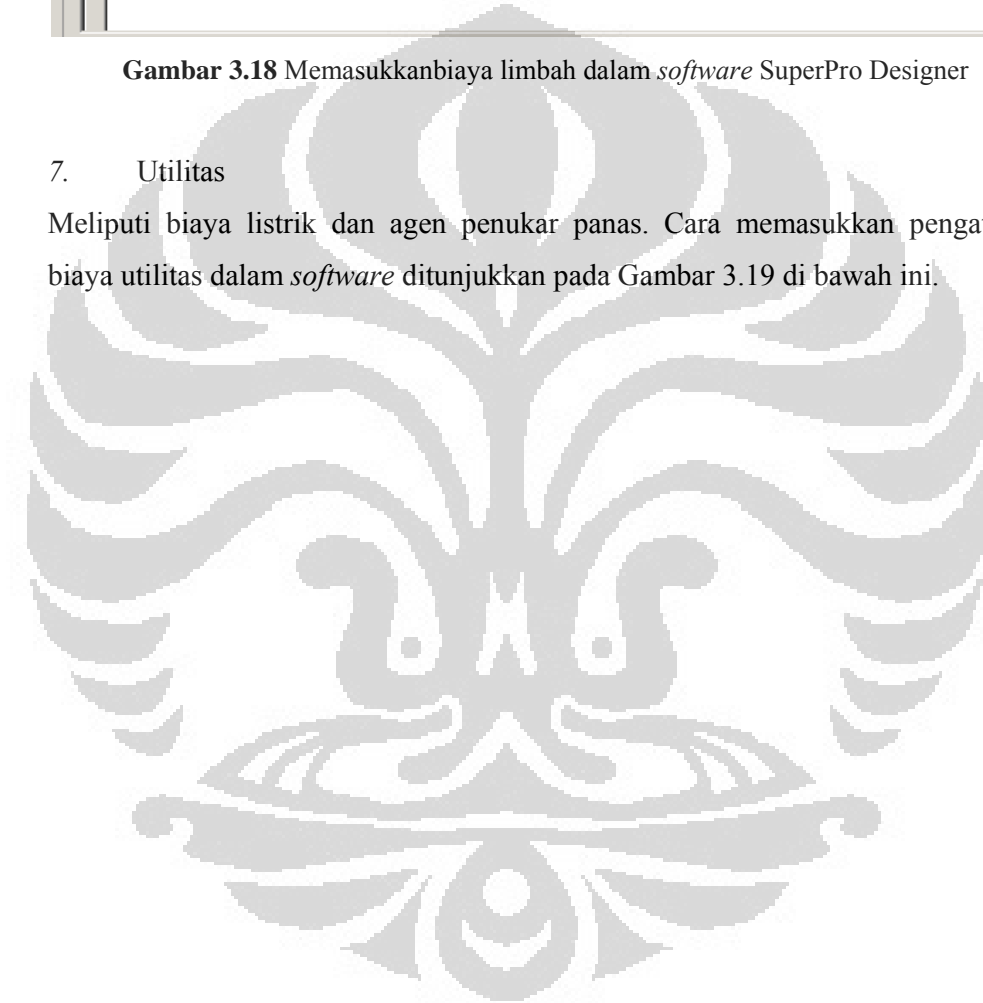 Gambar 3.18 Memasukkanbiaya limbah dalam software SuperPro Designer
7. Utilitas
Meliputi biaya listrik dan agen penukar panas. Cara memasukkan
biaya utilitas dalam software ditunjukkan pada Gambar 3.19 di bawah ini.